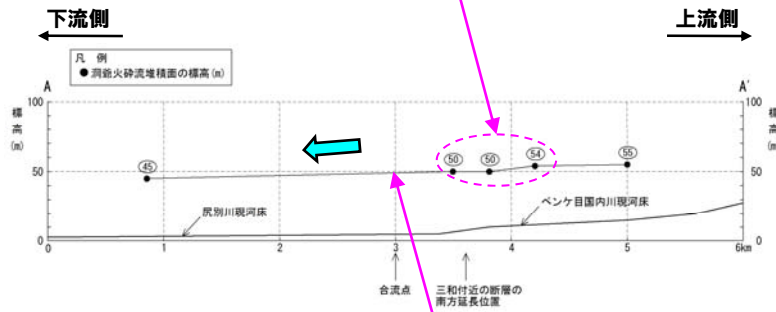 下流側
上流側
凡 例
●洞爺火砕流堆積面の標高(m)
A
A'
100
100
標高(m)
標高(m)
50
50
0
0
45
50
50
54
55
尻別川現河床
ペンケ目国内川現河床
0
1
2
3
4
5
6km
合流点
三和付近の断層の
南方延長位置